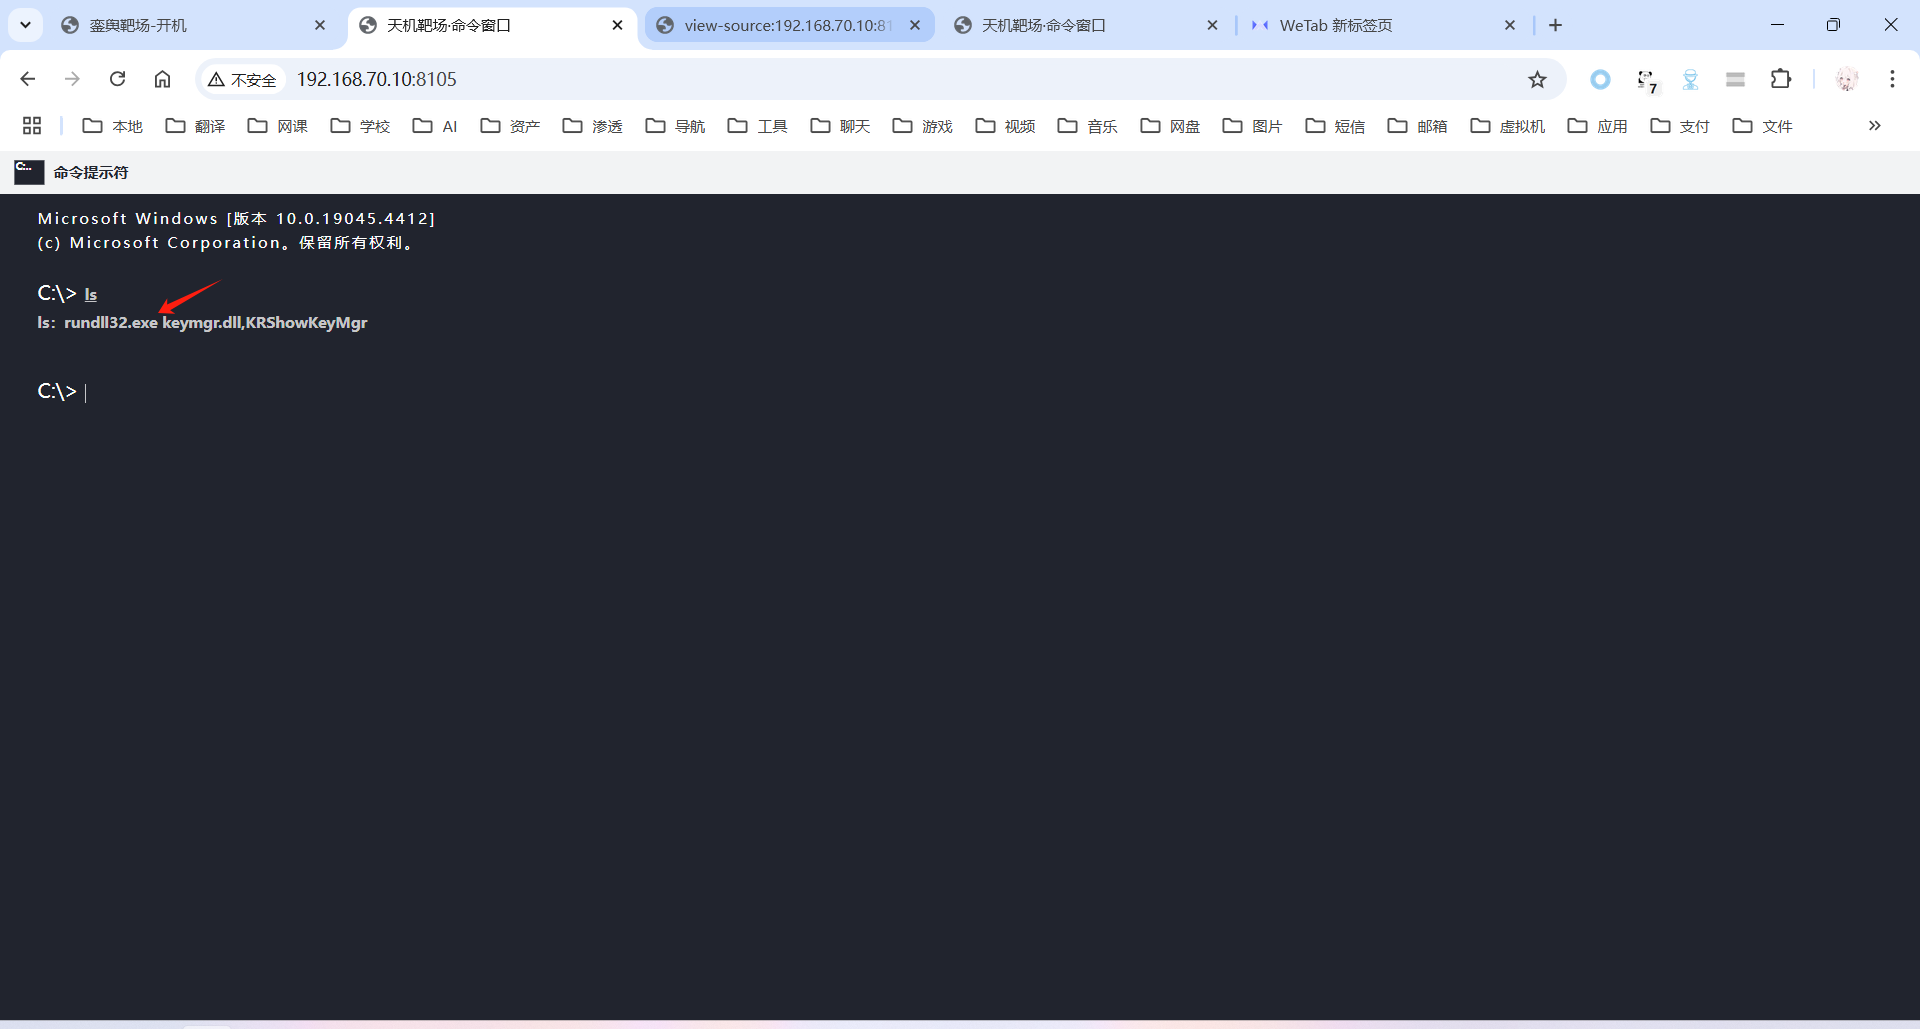 銮舆靶场-开机
天机靶场·命令窗口
view-source:192.168.70.10:81
天机靶场·命令窗口
WeTab 新标签页
不安全
192.168.70.10:8105
7
本地
翻译
网课
学校
AI
资产
渗透
导航
工具
聊天
游戏
视频
音乐
网盘
图片
短信
邮箱
虚拟机
应用
支付
文件
C:...
命令提示符
Microsoft Windows [版本 10.0.19045.4412]
(c) Microsoft Corporation。保留所有权利。
C:\> ls
ls: rundll32.exe keymgr.dll,KRShowKeyMgr
C:\>